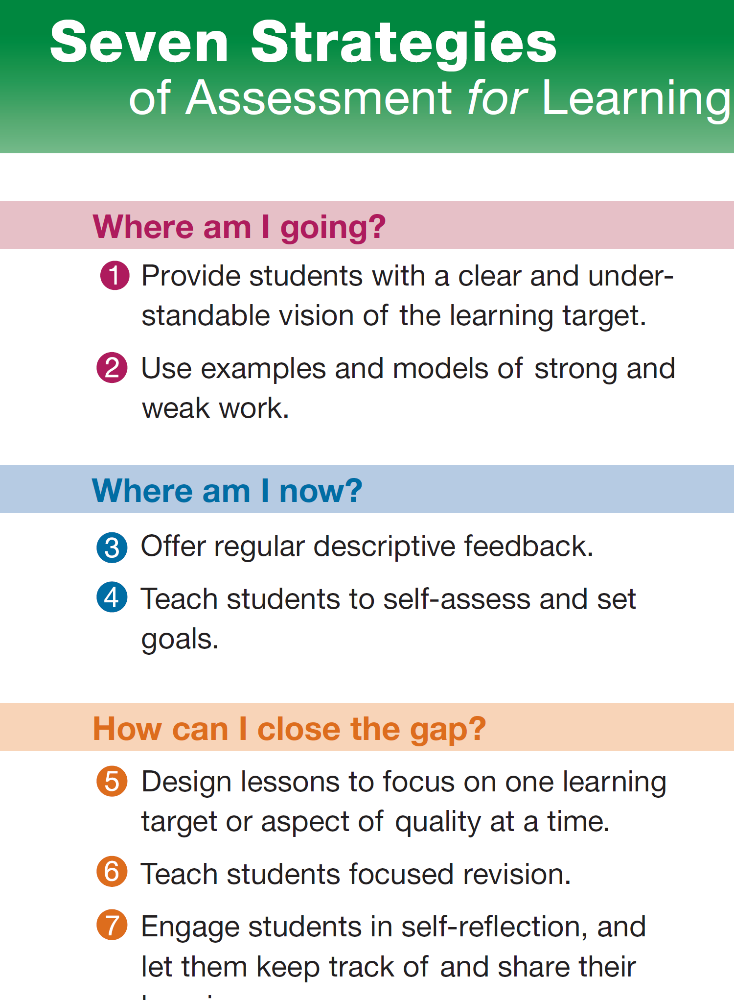 Seven Strategies
of Assessment for Learning
Where am I going?
1 Provide students with a clear and under-
standable vision of the learning target.
2 Use examples and models of strong and
weak work.
Where am I now?
3 Offer regular descriptive feedback.
4 Teach students to self-assess and set
goals.
How can I close the gap?
5 Design lessons to focus on one learning
target or aspect of quality at a time.
6 Teach students focused revision.
7 Engage students in self-reflection, and
let them keep track of and share their